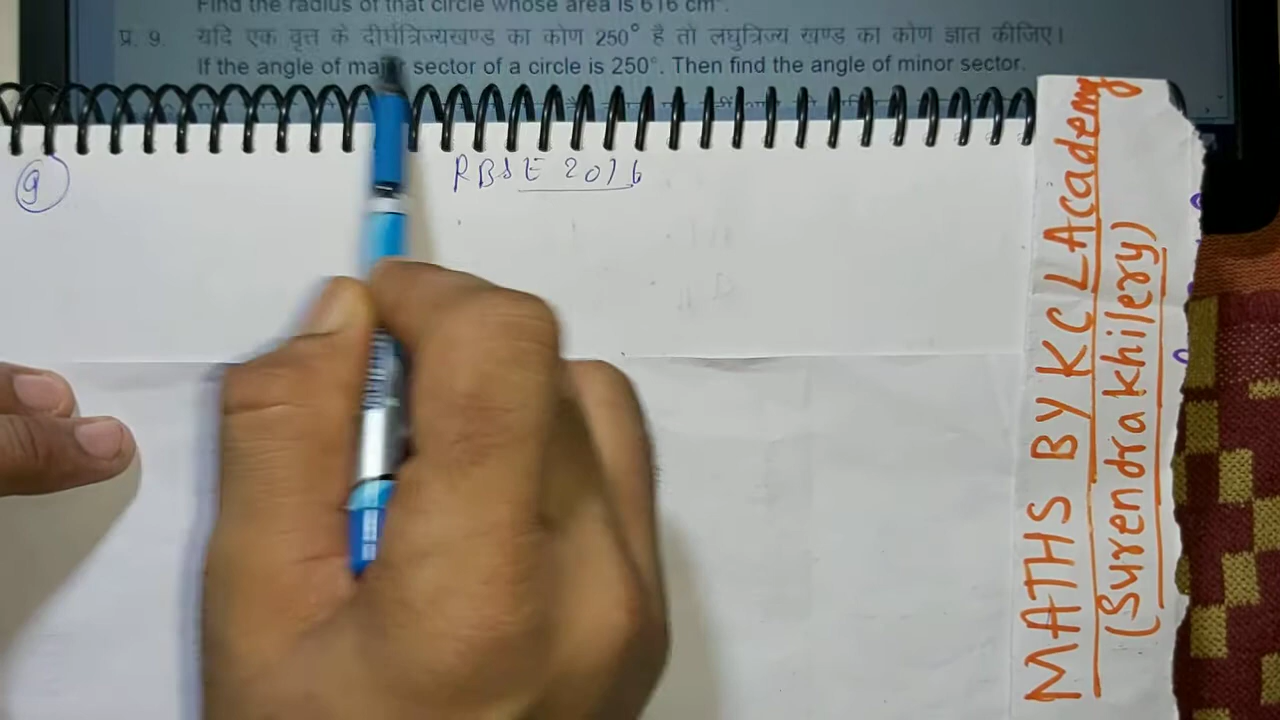 Find the radius of that circle whose area is 616 cm².
प्र. 9. यदि एक वृत्त के दीर्घत्रिज्यखण्ड का कोण 250° है तो लघुत्रिज्य खण्ड का कोण ज्ञात कीजिए।
If the angle of major sector of a circle is 250°. Then find the angle of minor sector.
9
RBSE 2016
MATHS BY KCL Academy
(Surendra khilery)